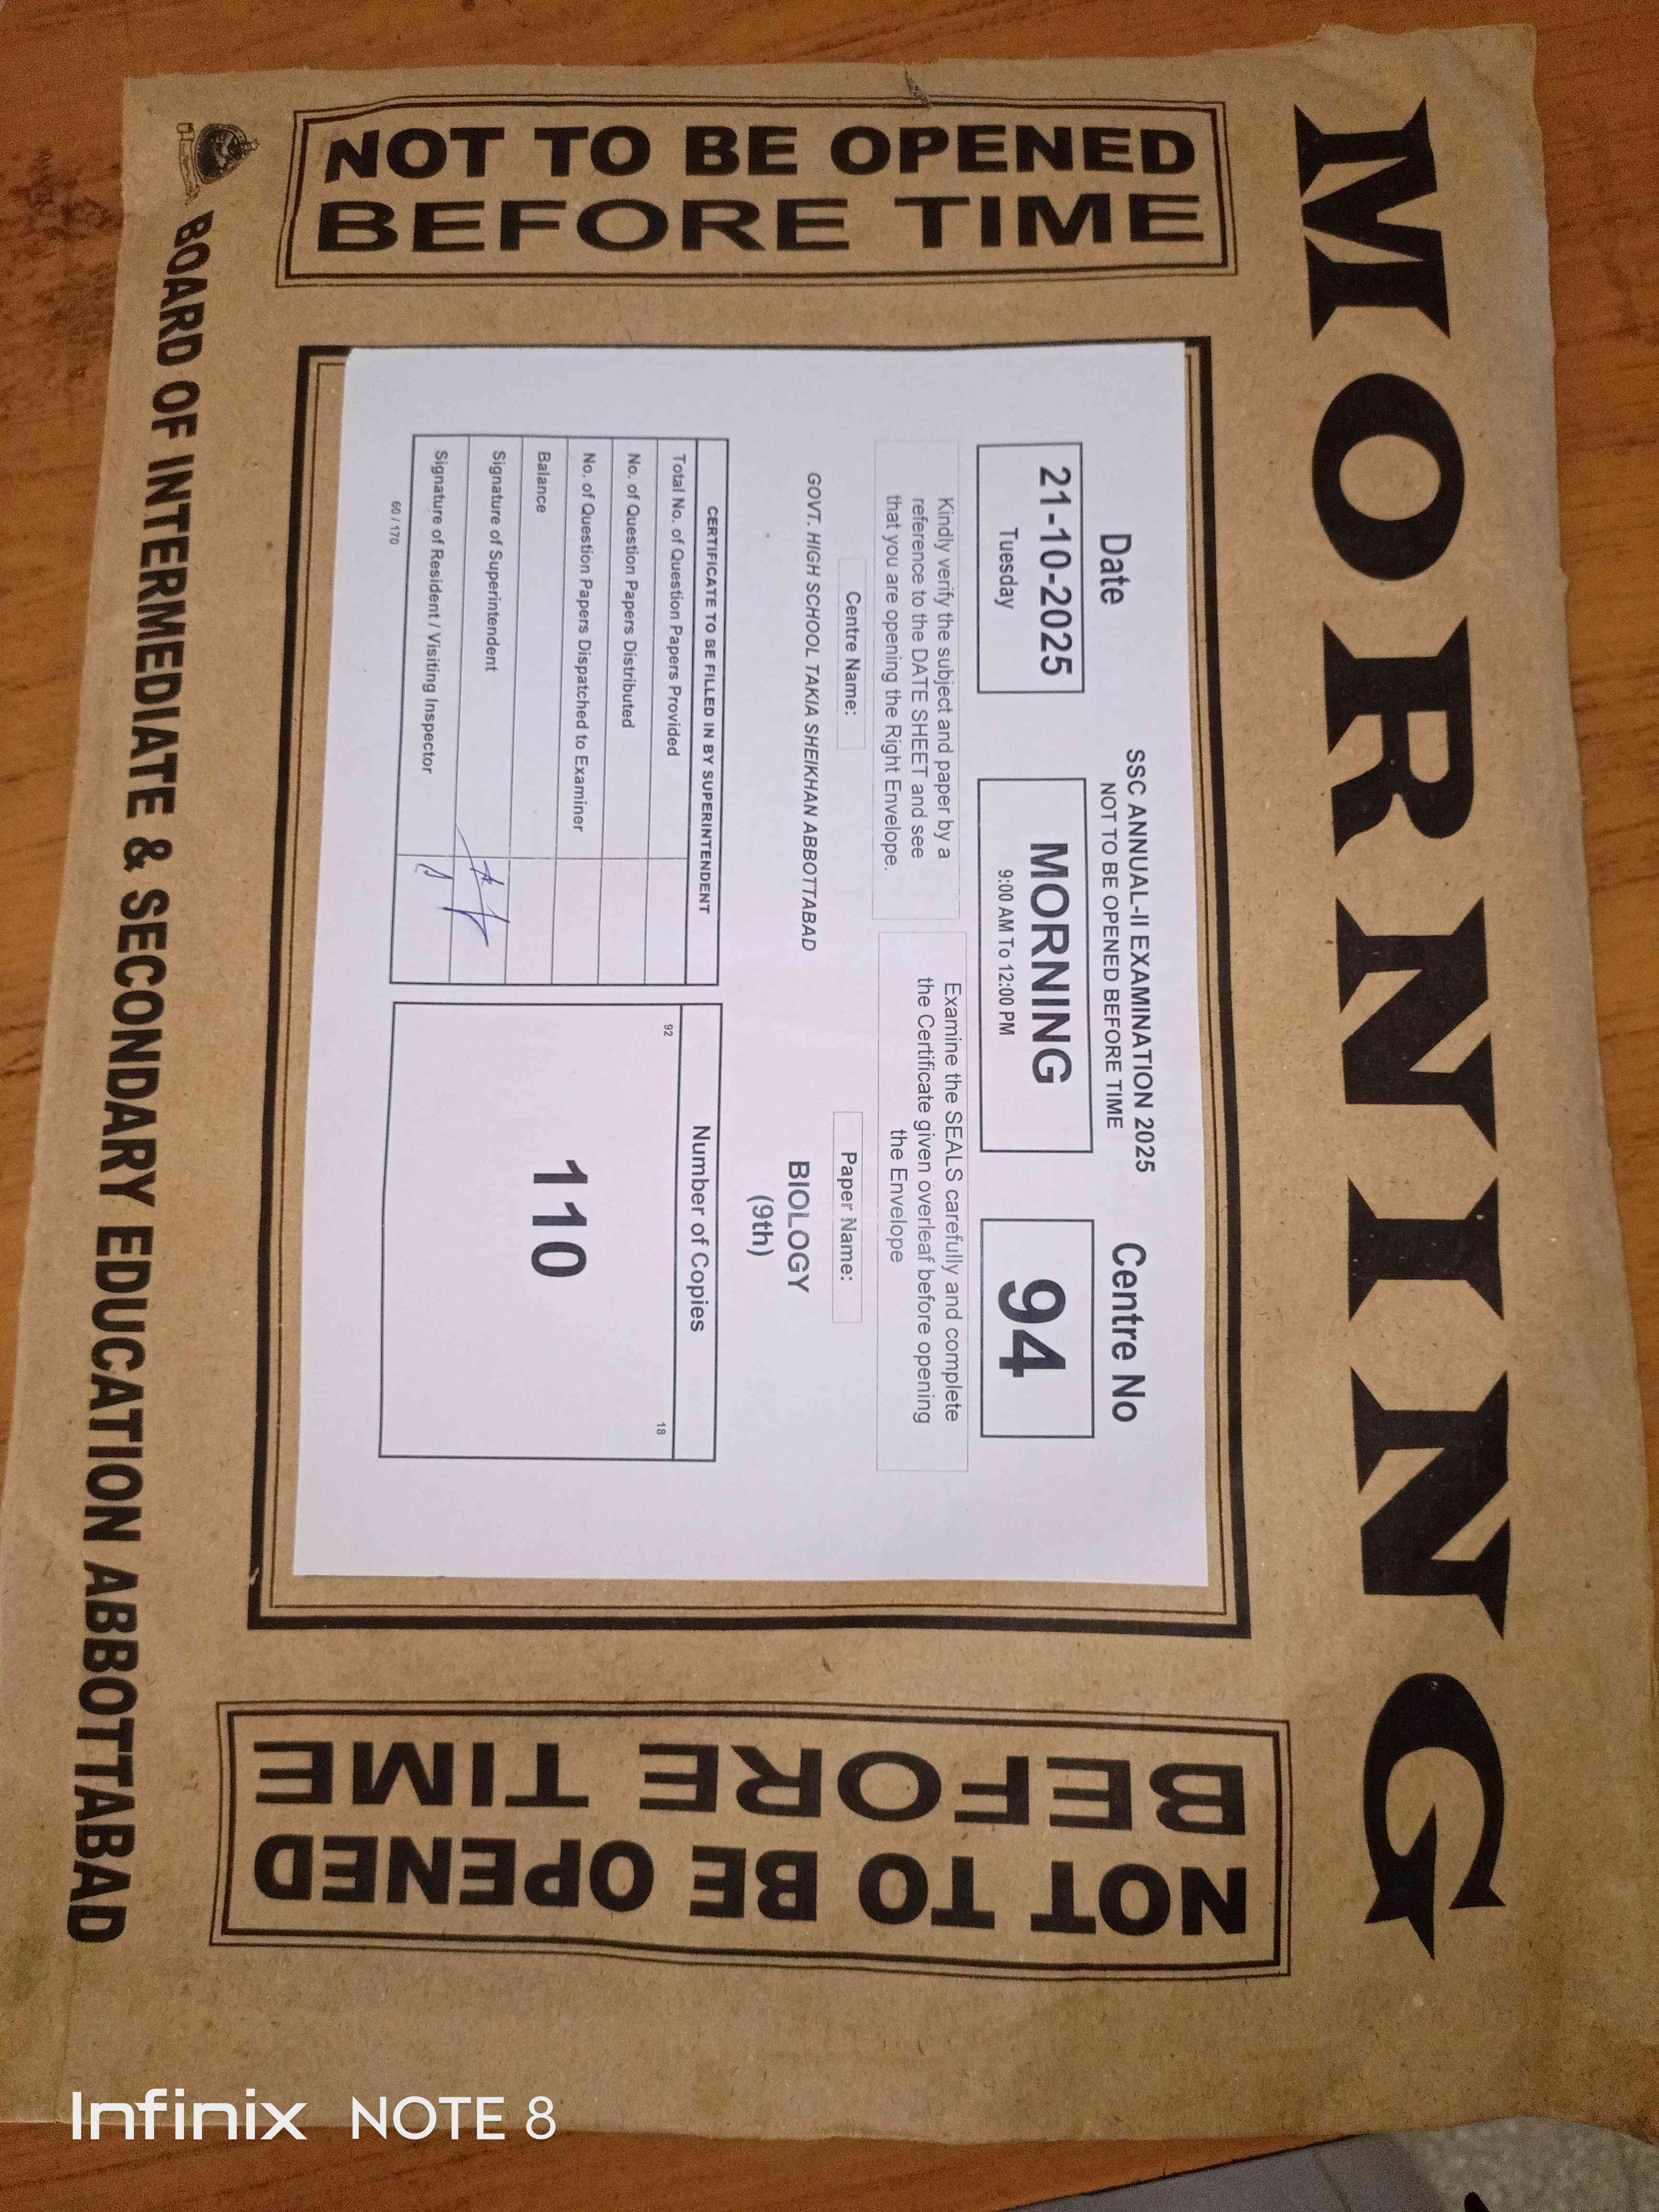 MORNING
NOT TO BE OPENED
BEFORE TIME
SSC ANNUAL-II EXAMINATION 2025
NOT TO BE OPENED BEFORE TIME
Date
21-10-2025
Tuesday
MORNING
9:00 AM To 12:00 PM
Centre No
94
Kindly verify the subject and paper by a
reference to the DATE SHEET and see
that you are opening the Right Envelope.
Examine the SEALS carefully and complete
the Certificate given overleaf before opening
the Envelope
Centre Name:
GOVT. HIGH SCHOOL TAKIA SHEIKHAN ABBOTTABAD
Paper Name:
BIOLOGY
(9th)
CERTIFICATE TO BE FILLED IN BY SUPERINTENDENT
Total No. of Question Papers Provided
No. of Question Papers Distributed
No. of Question Papers Dispatched to Examiner
Balance
Signature of Superintendent
Signature of Resident / Visiting Inspector
60 / 170
Number of Copies
92
18
110
NOT TO BE OPENED
BEFORE TIME
BOARD OF INTERMEDIATE & SECONDARY EDUCATION ABBOTTABAD
Infinix NOTE 8